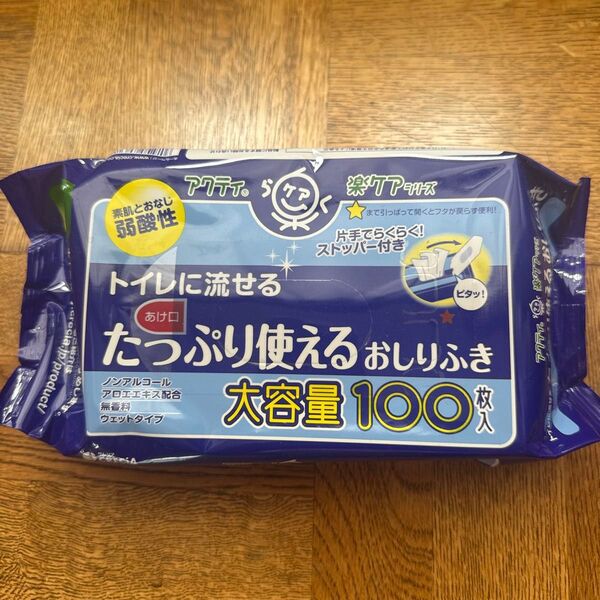 アクティ®
らくケア
楽ケアシリーズ
素肌とおなじ
弱酸性
★まで引っぱって開くとフタが戻らず便利!
片手でらくらく!
ストッパー付き
ピタッ!
トイレに流せる
あけ口
たっぷり使えるおしりふき
ノンアルコール
アロエエキス配合
無香料
ウェットタイプ
大容量100枚入